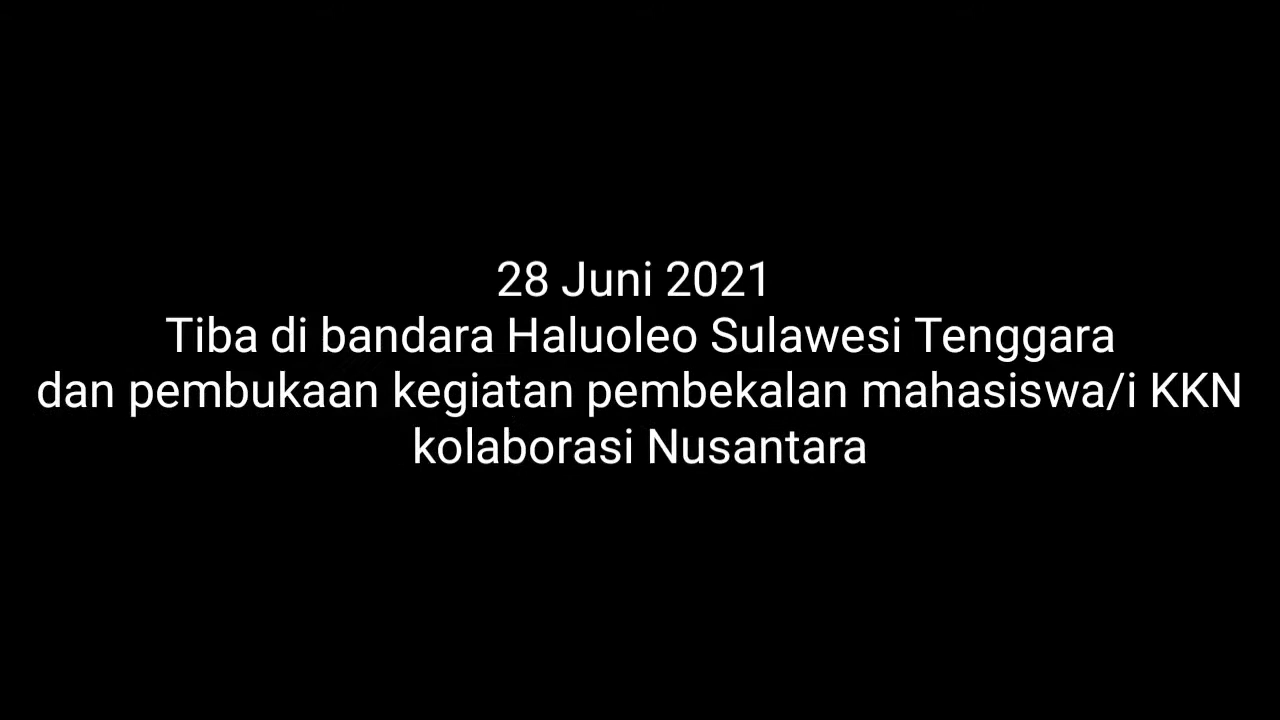 28 Juni 2021
Tiba di bandara Haluoleo Sulawesi Tenggara
dan pembukaan kegiatan pembekalan mahasiswa/i KKN
kolaborasi Nusantara